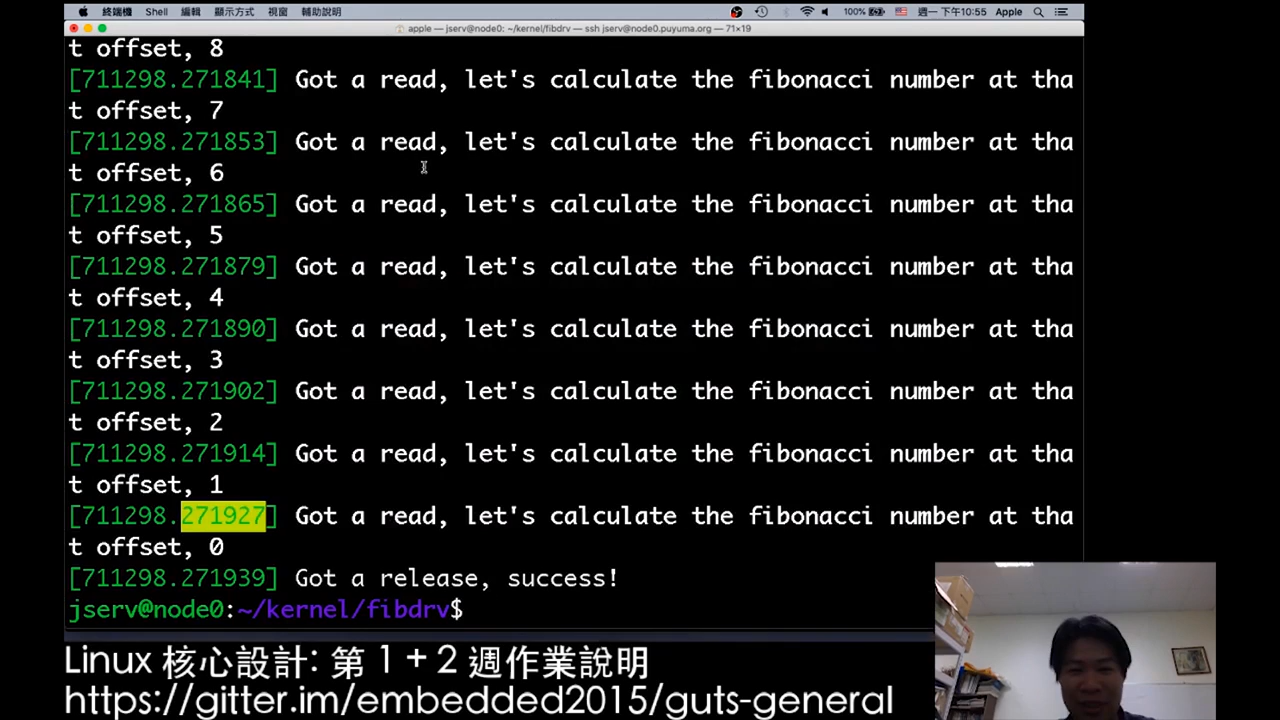 終端機 Shell 編輯 顯示方式 視窗 輔助說明 100% 週一 下午10:55 Apple
apple — jserv@node0: ~/kernel/fibdrv — ssh jserv@node0.puyuma.org — 71×19
t offset, 8
[711298.271841] Got a read, let's calculate the fibonacci number at tha
t offset, 7
[711298.271853] Got a read, let's calculate the fibonacci number at tha
t offset, 6
[711298.271865] Got a read, let's calculate the fibonacci number at tha
t offset, 5
[711298.271879] Got a read, let's calculate the fibonacci number at tha
t offset, 4
[711298.271890] Got a read, let's calculate the fibonacci number at tha
t offset, 3
[711298.271902] Got a read, let's calculate the fibonacci number at tha
t offset, 2
[711298.271914] Got a read, let's calculate the fibonacci number at tha
t offset, 1
[711298.271927] Got a read, let's calculate the fibonacci number at tha
t offset, 0
[711298.271939] Got a release, success!
jserv@node0:~/kernel/fibdrv$
Linux 核心設計: 第 1 + 2 週作業說明
https://gitter.im/embedded2015/guts-general